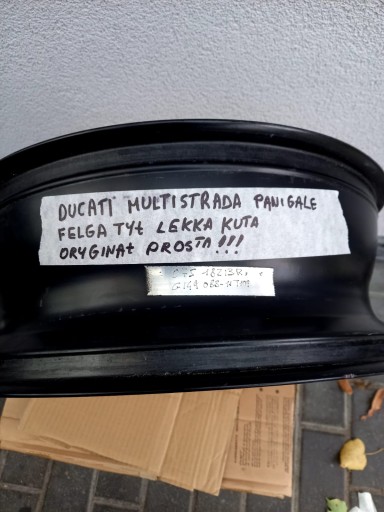 DUCATI MULTISTRADA PANIGALE
FELGA TYŁ LEKKA KUTA
ORYGINAŁ PROSTA!!!